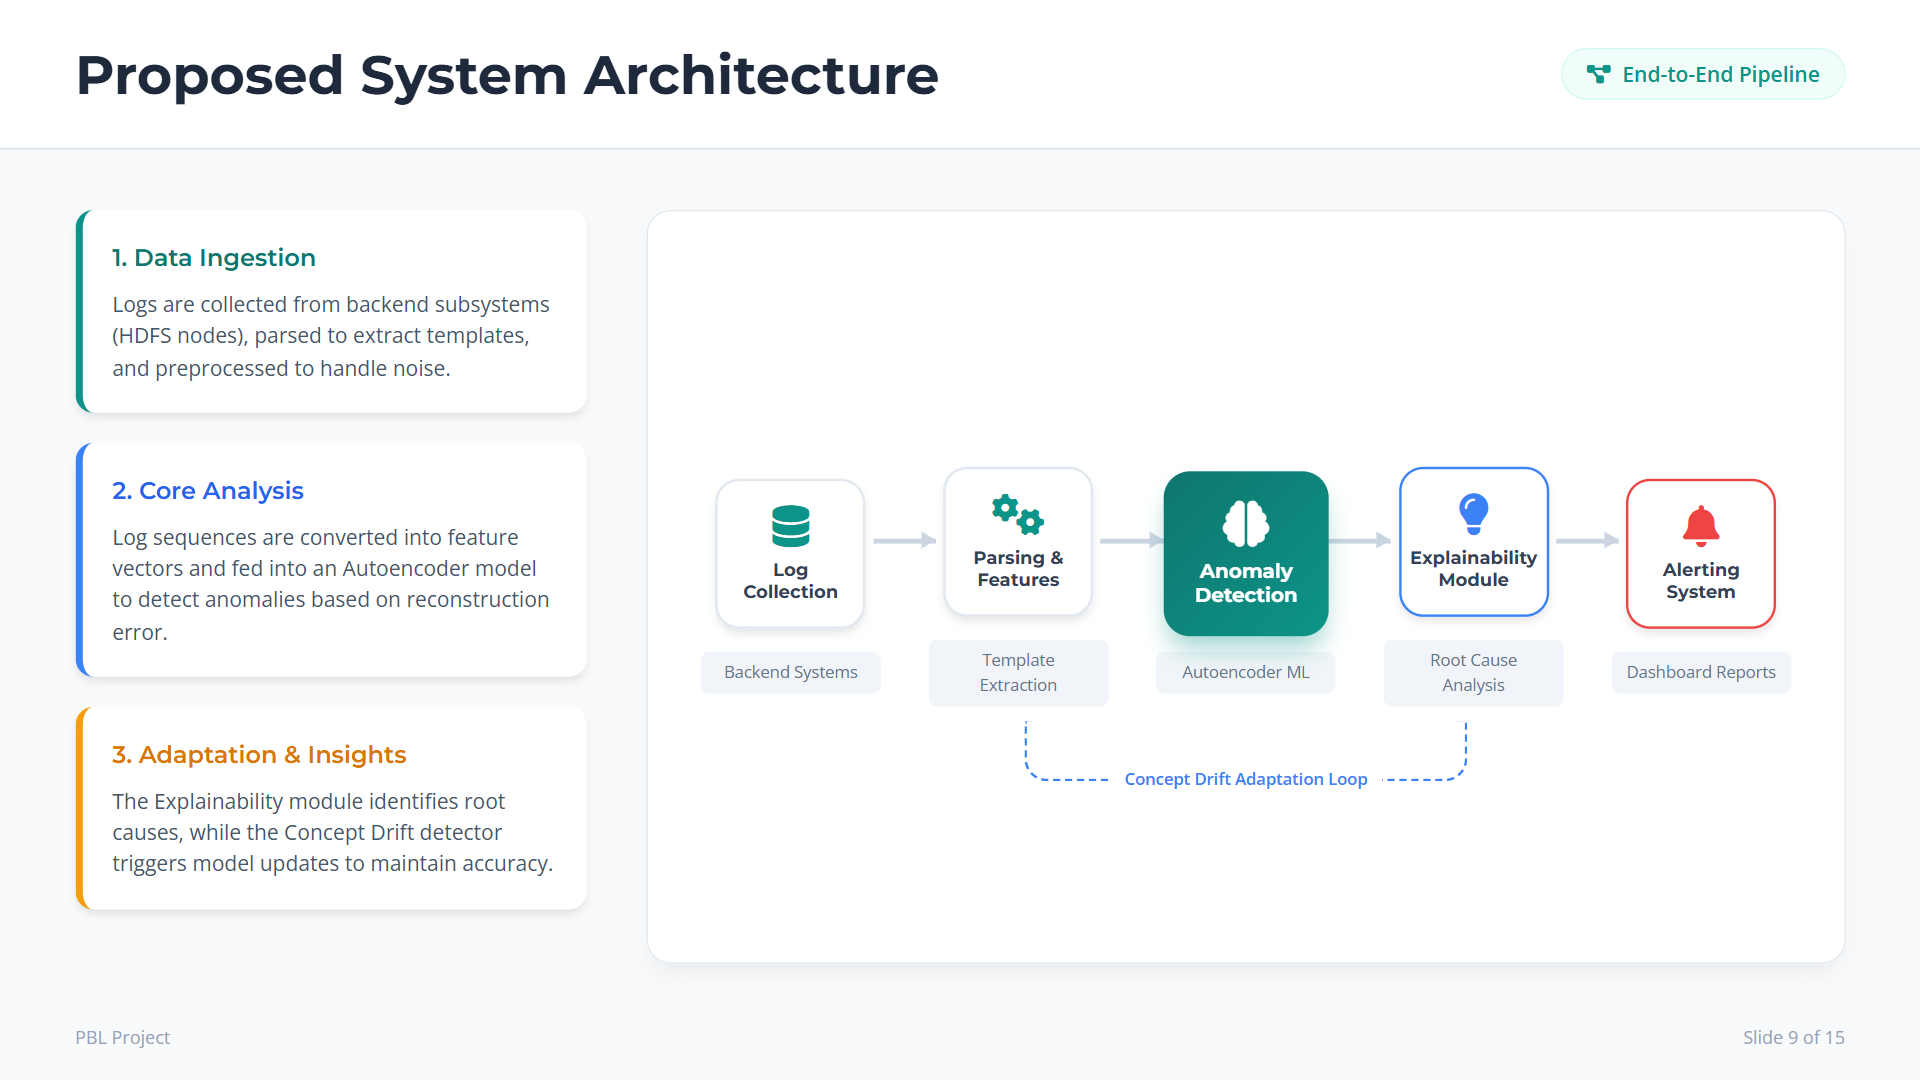 Proposed System Architecture
End-to-End Pipeline
1. Data Ingestion
Logs are collected from backend subsystems
(HDFS nodes), parsed to extract templates,
and preprocessed to handle noise.
2. Core Analysis
Log sequences are converted into feature
vectors and fed into an Autoencoder model
to detect anomalies based on reconstruction
error.
3. Adaptation & Insights
The Explainability module identifies root
causes, while the Concept Drift detector
triggers model updates to maintain accuracy.
Log
Collection
Backend Systems
Parsing &
Features
Template
Extraction
Anomaly
Detection
Autoencoder ML
Explainability
Module
Root Cause
Analysis
Alerting
System
Dashboard Reports
Concept Drift Adaptation Loop
PBL Project
Slide 9 of 15